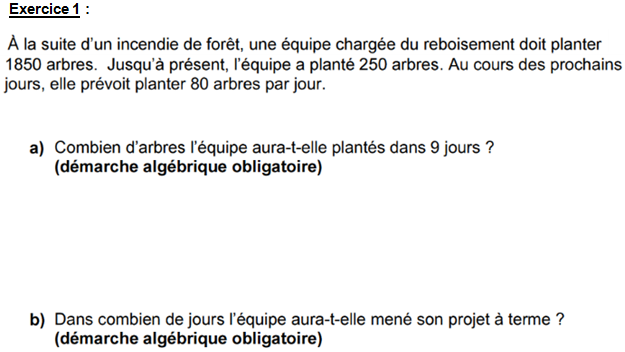 Exercice 1 :
À la suite d'un incendie de forêt, une équipe chargée du reboisement doit planter
1850 arbres. Jusqu'à présent, l'équipe a planté 250 arbres. Au cours des prochains
jours, elle prévoit planter 80 arbres par jour.
a) Combien d'arbres l'équipe aura-t-elle plantés dans 9 jours ?
(démarche algébrique obligatoire)
b) Dans combien de jours l'équipe aura-t-elle mené son projet à terme ?
(démarche algébrique obligatoire)